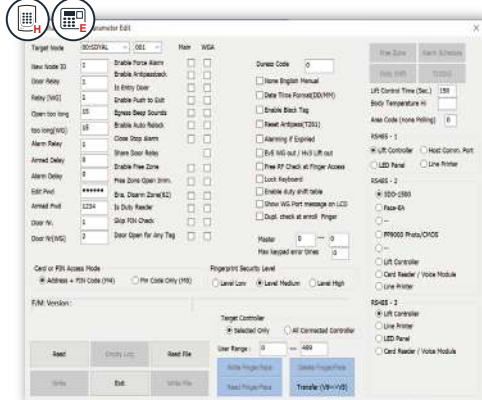 H
E
arameter Edit
Target Node 00:SOYAL 001 Main WGA
New Node ID 1 Enable Force Alarm
Door Relay 1 Enable Antipassback
Relay [WG] 1 Is Entry Door
Open too long 15 Enable Push to Exit
too long[WG] 15 Egress Beep Sounds
Alarm Relay 1 Enable Auto Relock
Armed Delay 0 Close Stop Alarm
Alarm Delay 0 Share Door Relay
Edit Pwd ****** Enable Free Zone
Armed Pwd 1234 Free Zone Open Imm.
Door Nr. 1 Ena. Disarm Zone(62)
Door Nr[WG] 2 Is Duty Reader
Skip PIN Check
Door Open for Any Tag
Duress Code 0
None English Manual
Date Time Format(DD/MM)
Enable Black Tag
Reset Antipass(T261)
Alarming if Expried
Ev5 WG out / Hv3 Lift out
Free RF Check at Finger Access
Lock Keyboard
Enable duty shift table
Show WG Port message on LCD
Dupl. check at enroll Finger
Master 0 --- 0
Max keypad error times 0
Free Zone Alarm Schedule
Duty Shift
Lift Control Time (Sec.) 150
Body Temperature Hi
Area Code (none Polling) 0
RS485 - 1
Lift Controller Host Comm. Port
LED Panel Line Printer
RS485 - 2
Face-EA
--
PP9000 Photo/CMOS
--
Lift Controller
Card Reader / Voice Module
Line Printer
RS485 - 3
Lift Controller
Line Printer
LED Panel
Card Reader / Voice Module
Card or PIN Access Mode
Address + PIN Code (M4) Pin Code Only (M8)
Fingerprint Security Level
Level Low Level Medium Level High
F/M: Version :
Target Controller
Selected Only All Connected Controller
Read Empty Log Read File
Write Exit Write File
User Range : 0 --- 489
Write Finger/Face Delete Finger/Face
Read Finger/Face Transfer (V8<=>V9)